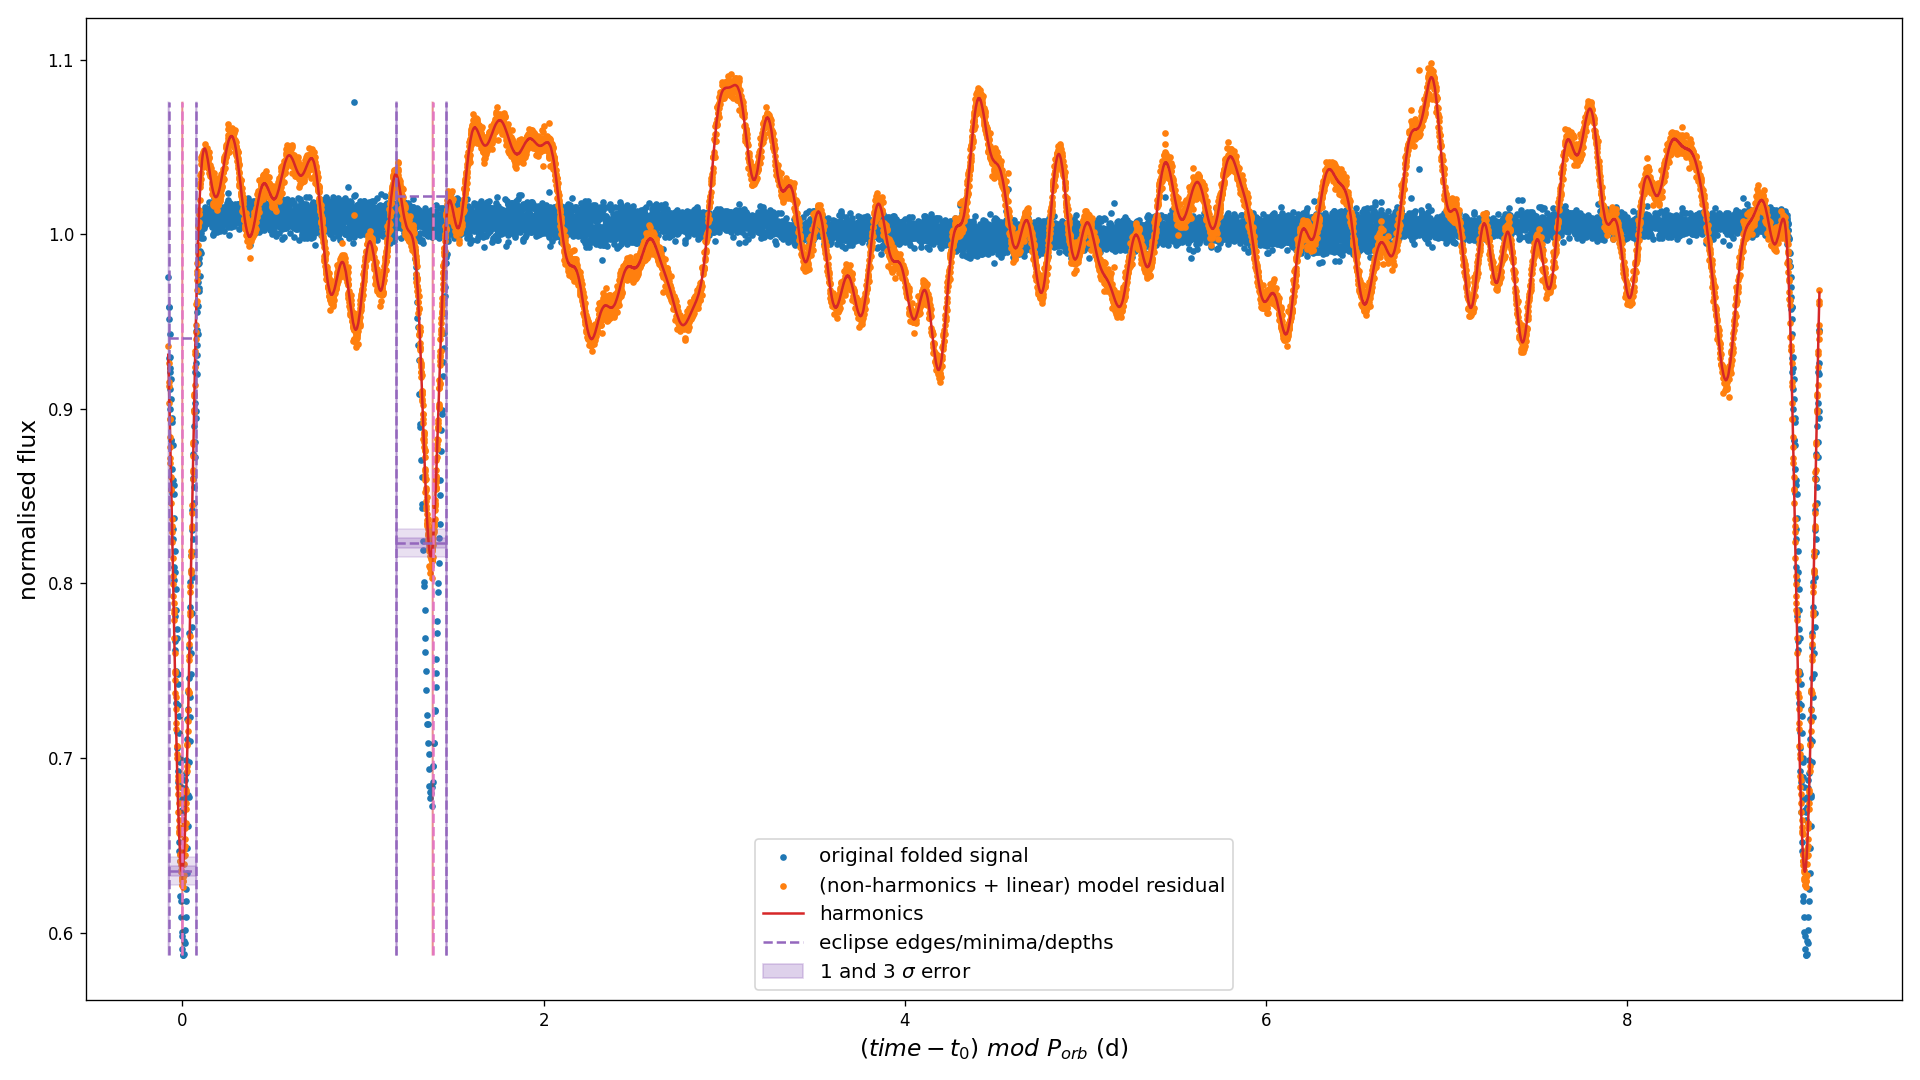 1.1
1.0
0.9
0.8
0.7
0.6
normalised flux
original folded signal
(non-harmonics + linear) model residual
harmonics
eclipse edges/minima/depths
1 and 3 σ error
0 2 4 6 8
(time − t₀) mod Pₒᵣb (d)